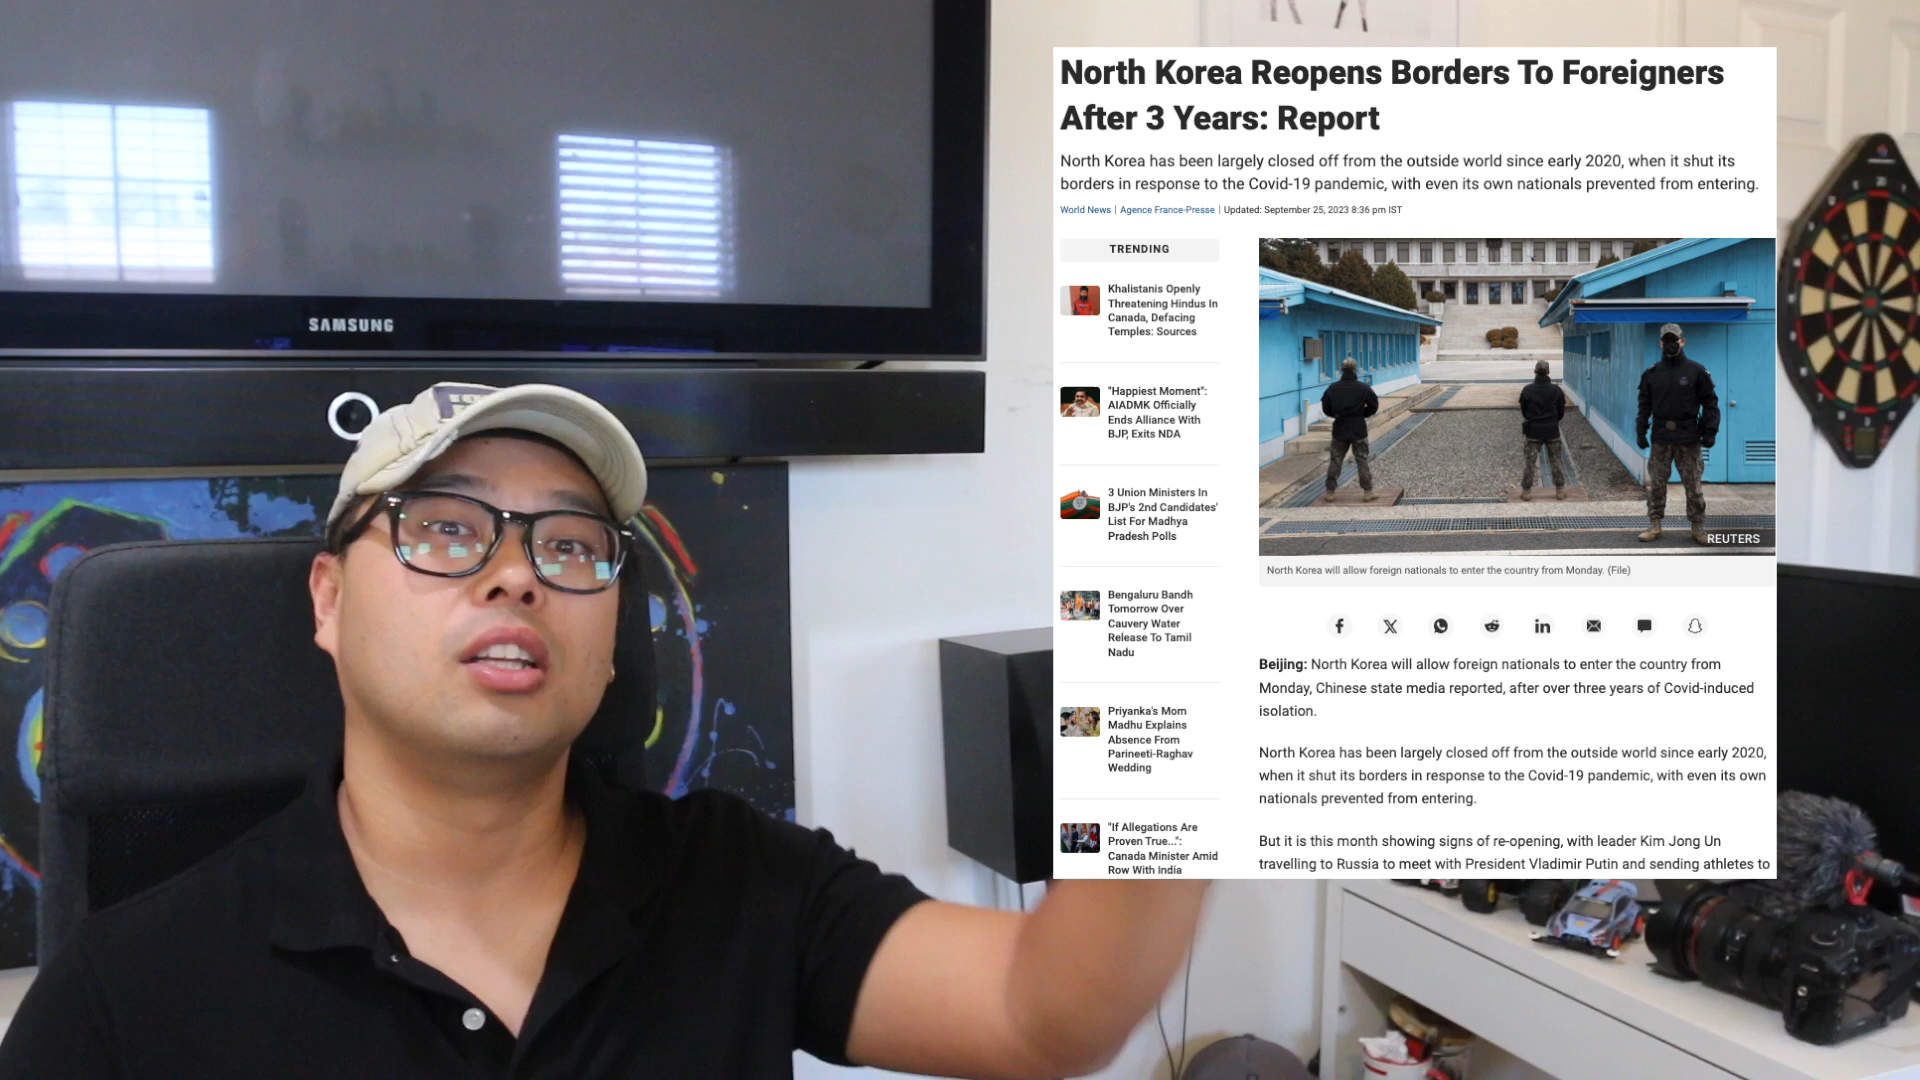 SAMSUNG
North Korea Reopens Borders To Foreigners
After 3 Years: Report
North Korea has been largely closed off from the outside world since early 2020, when it shut its
borders in response to the Covid-19 pandemic, with even its own nationals prevented from entering.
World News | Agence France-Presse | Updated: September 25, 2023 8:36 pm IST
TRENDING
Khalistanis Openly
Threatening Hindus In
Canada, Defacing
Temples: Sources
"Happiest Moment":
AIADMK Officially
Ends Alliance With
BJP, Exits NDA
3 Union Ministers In
BJP's 2nd Candidates'
List For Madhya
Pradesh Polls
Bengaluru Bandh
Tomorrow Over
Cauvery Water
Release To Tamil
Nadu
Priyanka's Mom
Madhu Explains
Absence From
Parineeti-Raghav
Wedding
"If Allegations Are
Proven True...":
Canada Minister Amid
Row With India
REUTERS
North Korea will allow foreign nationals to enter the country from Monday. (File)
Beijing: North Korea will allow foreign nationals to enter the country from
Monday, Chinese state media reported, after over three years of Covid-induced
isolation.
North Korea has been largely closed off from the outside world since early 2020,
when it shut its borders in response to the Covid-19 pandemic, with even its own
nationals prevented from entering.
But it is this month showing signs of re-opening, with leader Kim Jong Un
travelling to Russia to meet with President Vladimir Putin and sending athletes to